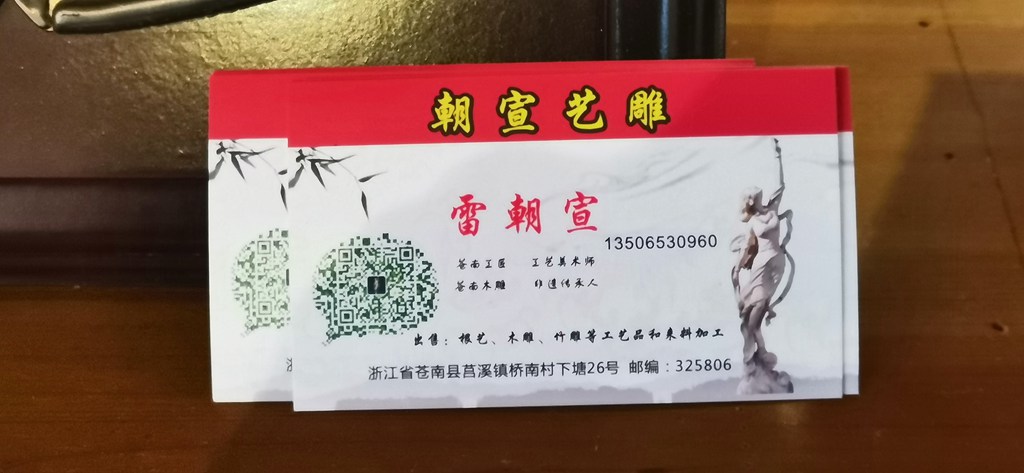 朝宣艺雕
雷朝宣
13506530960
苍南工匠 工艺美术师
苍南木雕 非遗传承人
出售：根艺、木雕、竹雕等工艺品和来料加工
浙江省苍南县莒溪镇桥南村下塘26号 邮编：325806